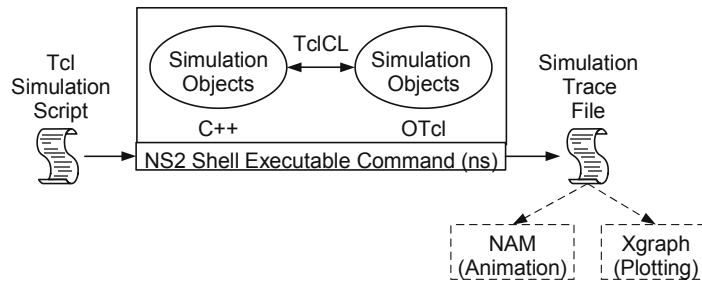 Tcl
Simulation
Script
TclCL
Simulation
Objects
Simulation
Objects
C++
OTcl
NS2 Shell Executable Command (ns)
Simulation
Trace
File
NAM
(Animation)
Xgraph
(Plotting)